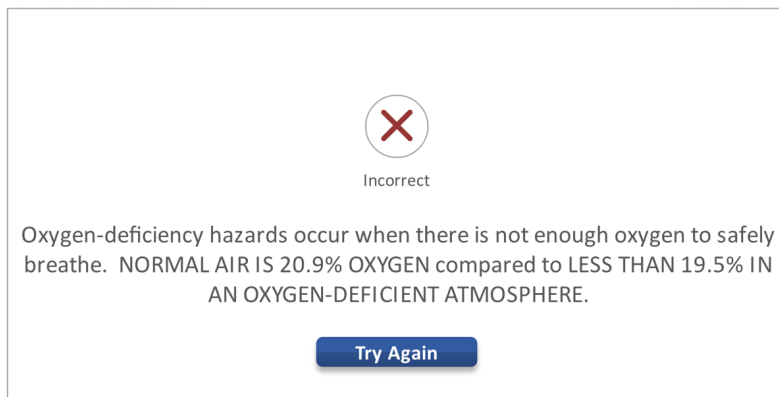 Incorrect
Oxygen-deficiency hazards occur when there is not enough oxygen to safely
breathe.  NORMAL AIR IS 20.9% OXYGEN compared to LESS THAN 19.5% IN
AN OXYGEN-DEFICIENT ATMOSPHERE.
Try Again